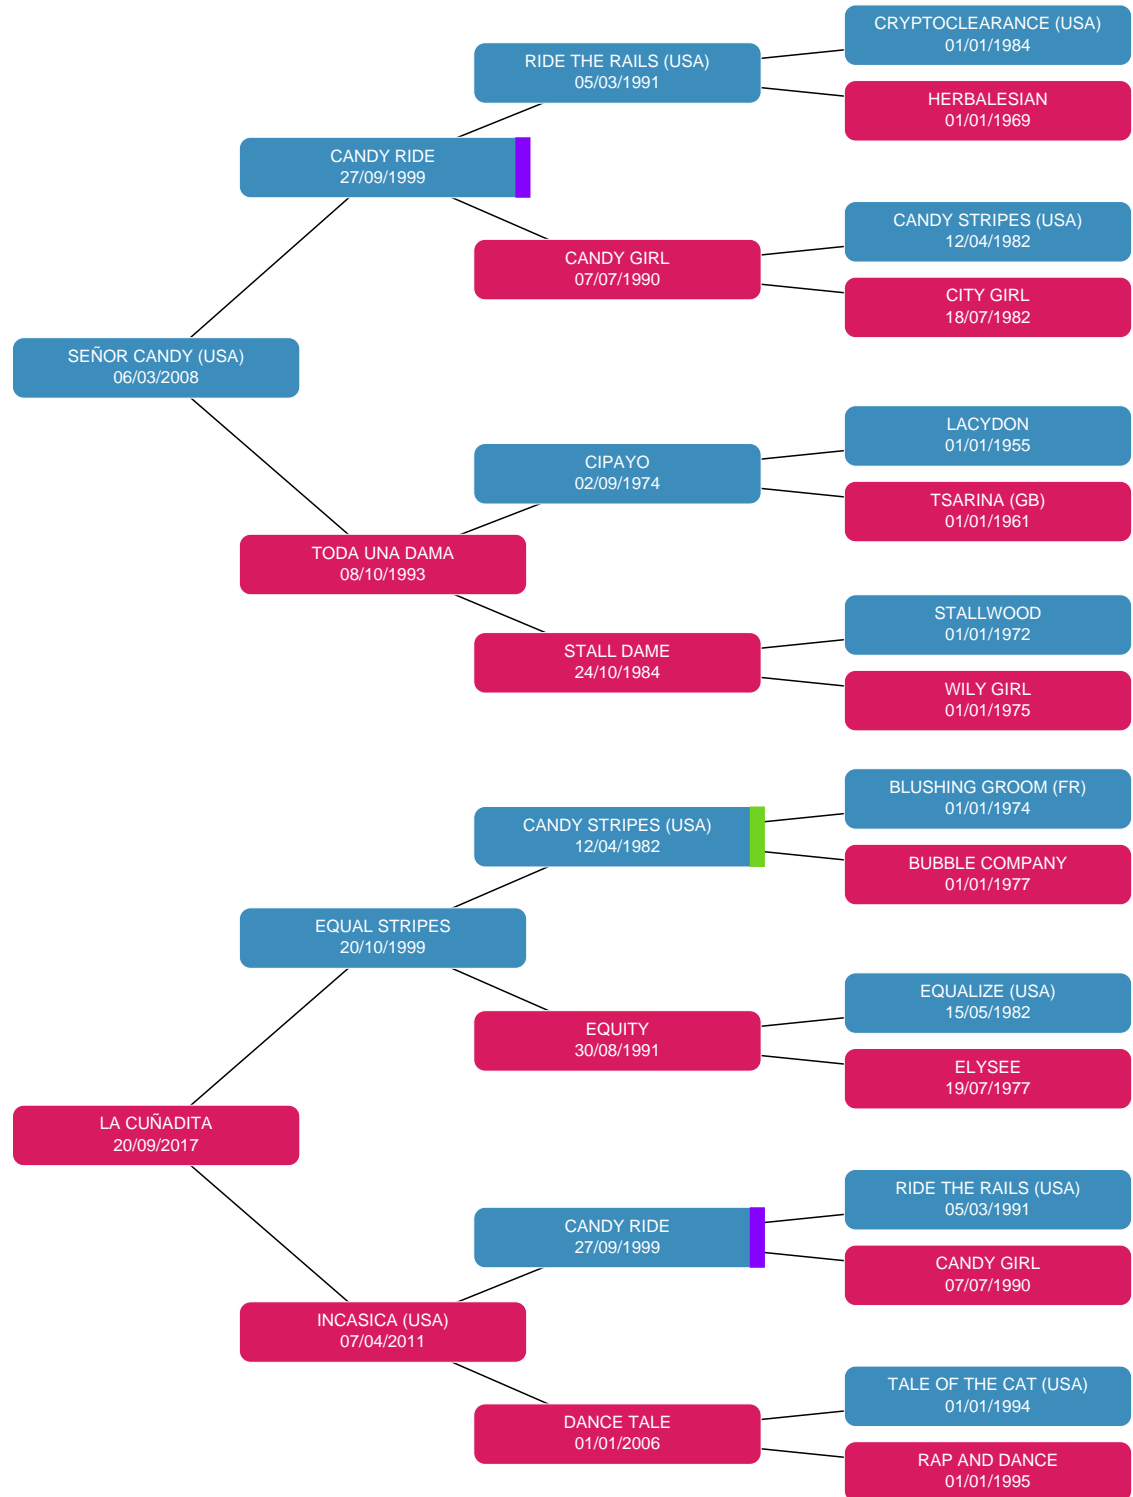 CRYPTOCLEARANCE (USA)
01/01/1984
RIDE THE RAILS (USA)
05/03/1991
HERBALESIAN
01/01/1969
CANDY RIDE
27/09/1999
CANDY STRIPES (USA)
12/04/1982
CANDY GIRL
07/07/1990
CITY GIRL
18/07/1982
SEÑOR CANDY (USA)
06/03/2008
LACYDON
01/01/1955
CIPAYO
02/09/1974
TSARINA (GB)
01/01/1961
TODA UNA DAMA
08/10/1993
STALLWOOD
01/01/1972
STALL DAME
24/10/1984
WILY GIRL
01/01/1975
BLUSHING GROOM (FR)
01/01/1974
CANDY STRIPES (USA)
12/04/1982
BUBBLE COMPANY
01/01/1977
EQUAL STRIPES
20/10/1999
EQUALIZE (USA)
15/05/1982
EQUITY
30/08/1991
ELYSEE
19/07/1977
LA CUÑADITA
20/09/2017
RIDE THE RAILS (USA)
05/03/1991
CANDY RIDE
27/09/1999
CANDY GIRL
07/07/1990
INCASICA (USA)
07/04/2011
TALE OF THE CAT (USA)
01/01/1994
DANCE TALE
01/01/2006
RAP AND DANCE
01/01/1995